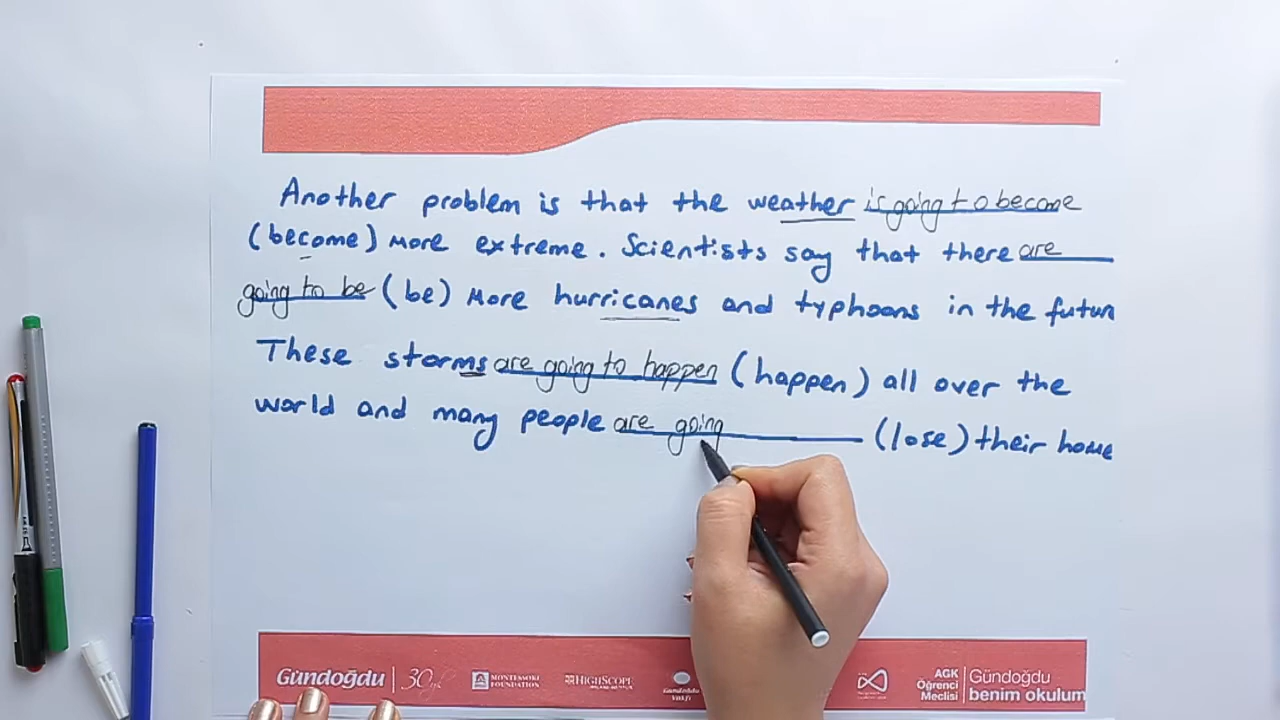 Another problem is that the weather is going to become
(become) more extreme. Scientists say that there are
going to be (be) more hurricanes and typhoons in the futur
These storms are going to happen (happen) all over the
world and many people are going (lose) their home
Gündoğdu 30 MONTESSORI FOUNDATION HIGHSCOPE Gündoğdu AGK Öğrenci Meclisi Gündoğdu benim okulum